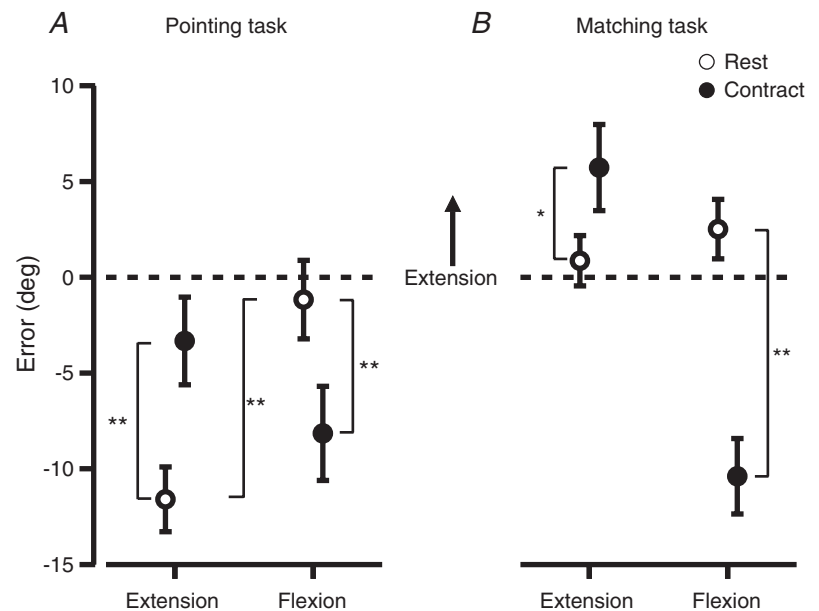 A Pointing task
B Matching task
Rest
Contract
10
5
0
-5
-10
-15
Error (deg)
**
**
**
Extension
*
**
Extension Flexion
Extension Flexion